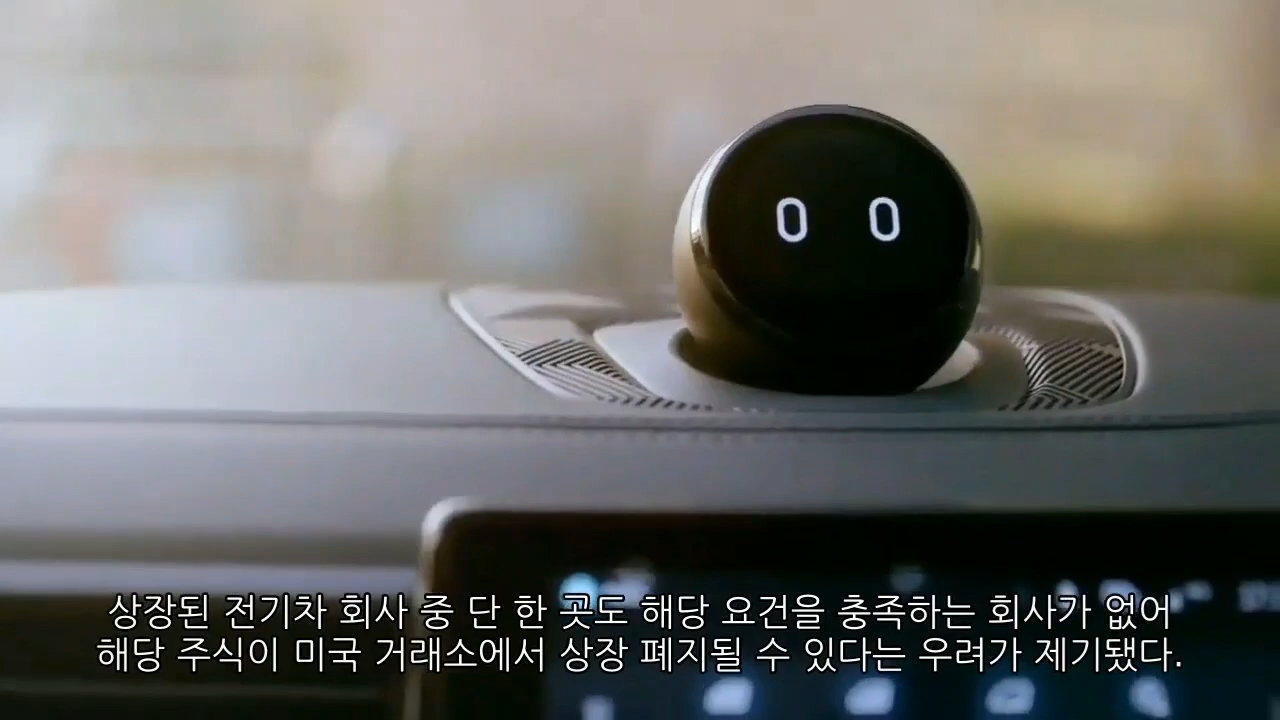 상장된 전기차 회사 중 단 한 곳도 해당 요건을 충족하는 회사가 없어
해당 주식이 미국 거래소에서 상장 폐지될 수 있다는 우려가 제기됐다.